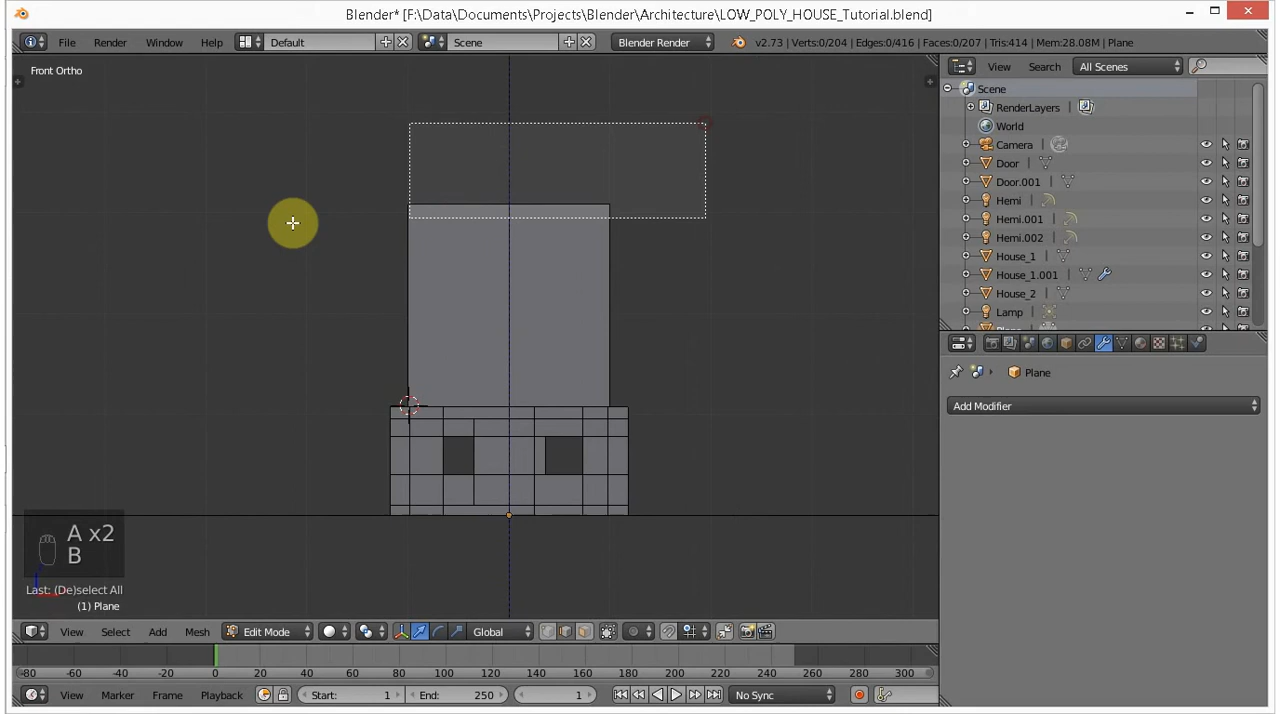 Blender* [F:\Data\Documents\Projects\Blender\Architecture\LOW_POLY_HOUSE_Tutorial.blend]
File Render Window Help Default Scene Blender Render v2.73 | Verts:0/204 | Edges:0/416 | Faces:0/207 | Tris:414 | Mem:28.08M | Plane
Front Ortho
View Search All Scenes
Scene
RenderLayers
World
Camera
Door
Door.001
Hemi
Hemi.001
Hemi.002
House_1
House_1.001
House_2
Lamp
Plane
Add Modifier
A x2
B
Last: (De)select All
(1) Plane
View Select Add Mesh Edit Mode Global
-80 -60 -40 -20 0 20 40 60 80 100 120 140 160 180 200 220 240 260 280 300
View Marker Frame Playback Start: 1 End: 250 1 No Sync